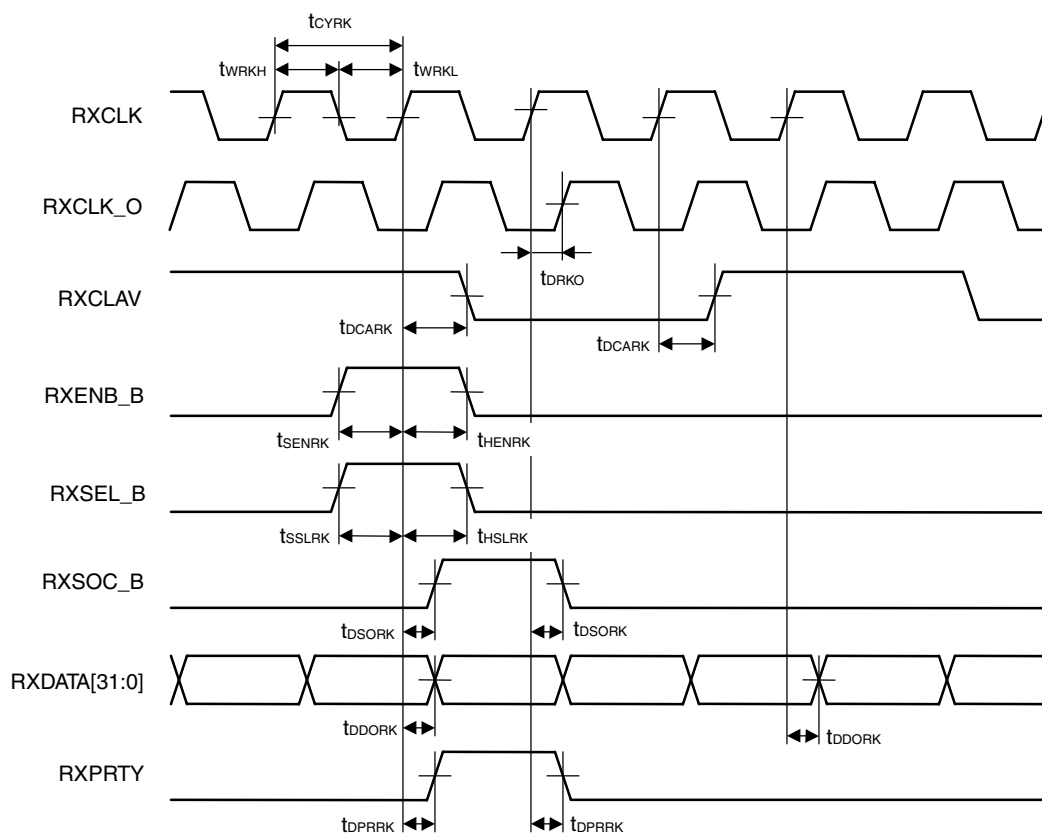 tCYRK
tWRKH
tWRKL
RXCLK
RXCLK_O
tDRKO
RXCLAV
tDCARK
tDCARK
RXENB_B
tSENRK
tHENRK
RXSEL_B
tSSLRK
tHSLRK
RXSOC_B
tDSORK
tDSORK
RXDATA[31:0]
tDDORK
tDDORK
RXPRTY
tDPRRK
tDPRRK